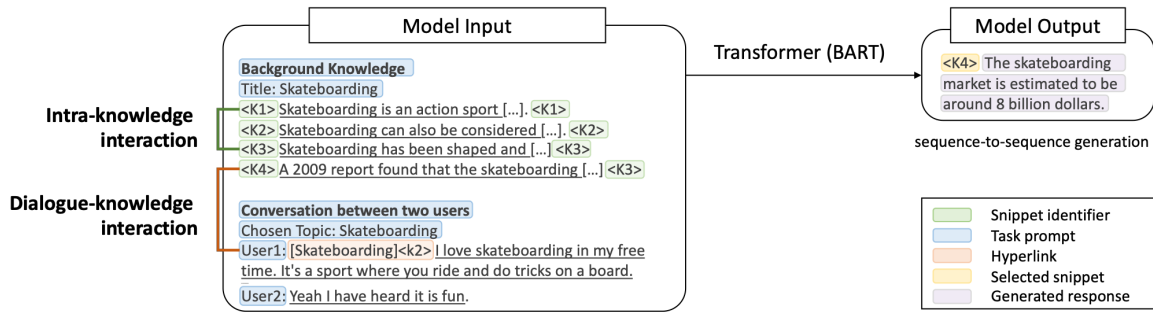 Model Input
Background Knowledge
Title: Skateboarding
<K1> Skateboarding is an action sport [...]. <K1>
<K2> Skateboarding can also be considered [...]. <K2>
<K3> Skateboarding has been shaped and [...] <K3>
<K4> A 2009 report found that the skateboarding [...] <K3>
Conversation between two users
Chosen Topic: Skateboarding
User1: [Skateboarding]<k2> I love skateboarding in my free
time. It's a sport where you ride and do tricks on a board.
User2: Yeah I have heard it is fun.
Intra-knowledge
interaction
Dialogue-knowledge
interaction
Transformer (BART)
Model Output
<K4> The skateboarding
market is estimated to be
around 8 billion dollars.
sequence-to-sequence generation
Snippet identifier
Task prompt
Hyperlink
Selected snippet
Generated response